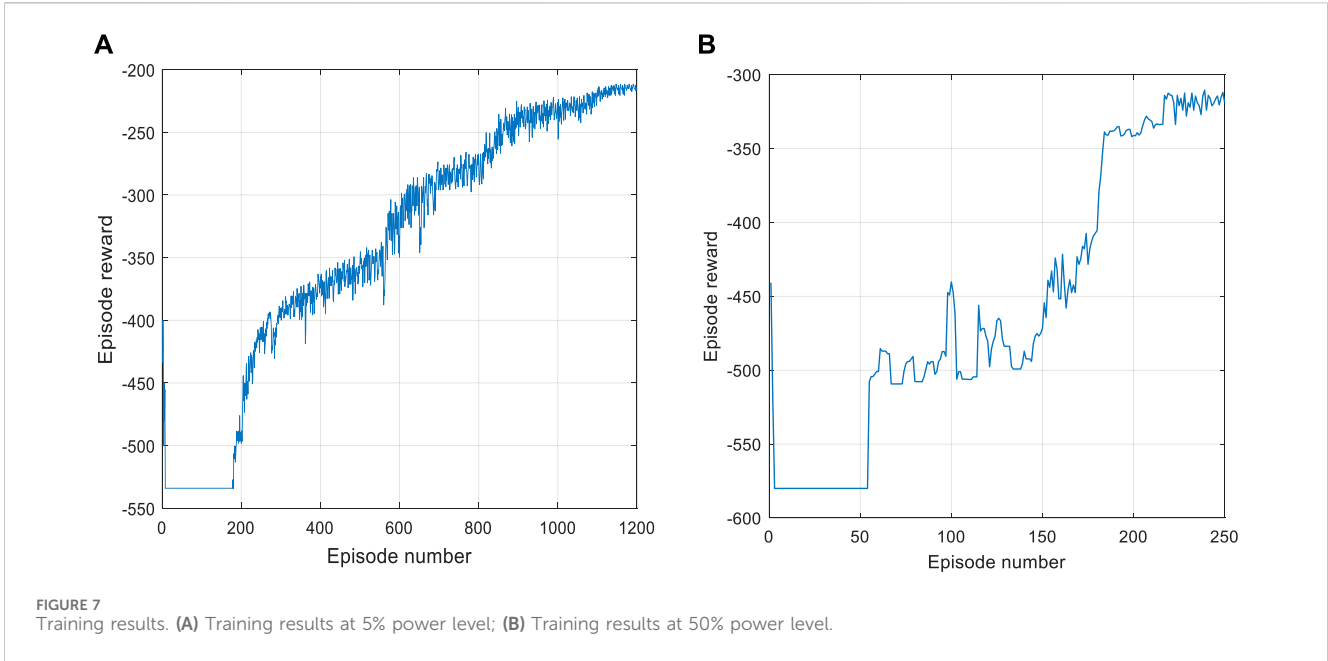 A
-200
-250
-300
-350
-400
-450
-500
-550
Episode reward
0 200 400 600 800 1000 1200
Episode number
B
-300
-350
-400
-450
-500
-550
-600
Episode reward
0 50 100 150 200 250
Episode number
FIGURE 7
Training results. (A) Training results at 5% power level; (B) Training results at 50% power level.